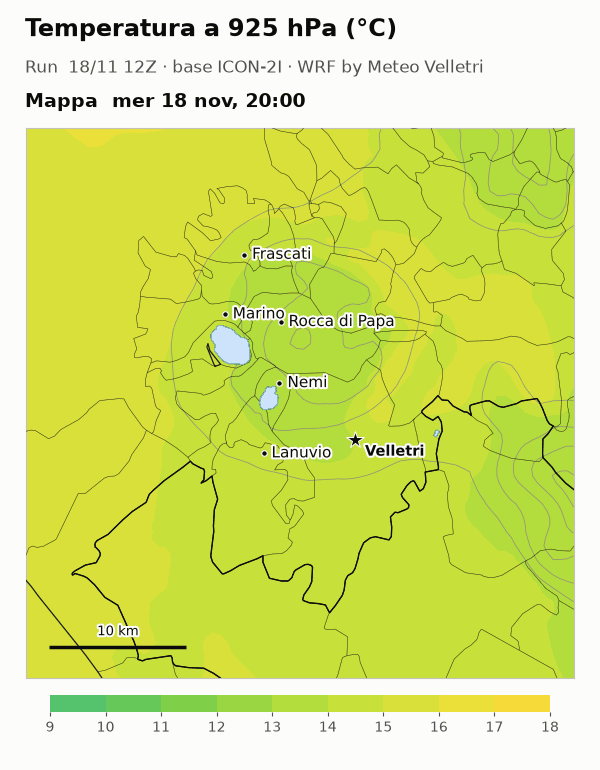 Temperatura a 925 hPa (°C)
Run  18/11 12Z · base ICON-2I · WRF by Meteo Velletri
Mappa  mer 18 nov, 20:00
Frascati
Marino
Rocca di Papa
Nemi
Velletri
Lanuvio
10 km
9 10 11 12 13 14 15 16 17 18